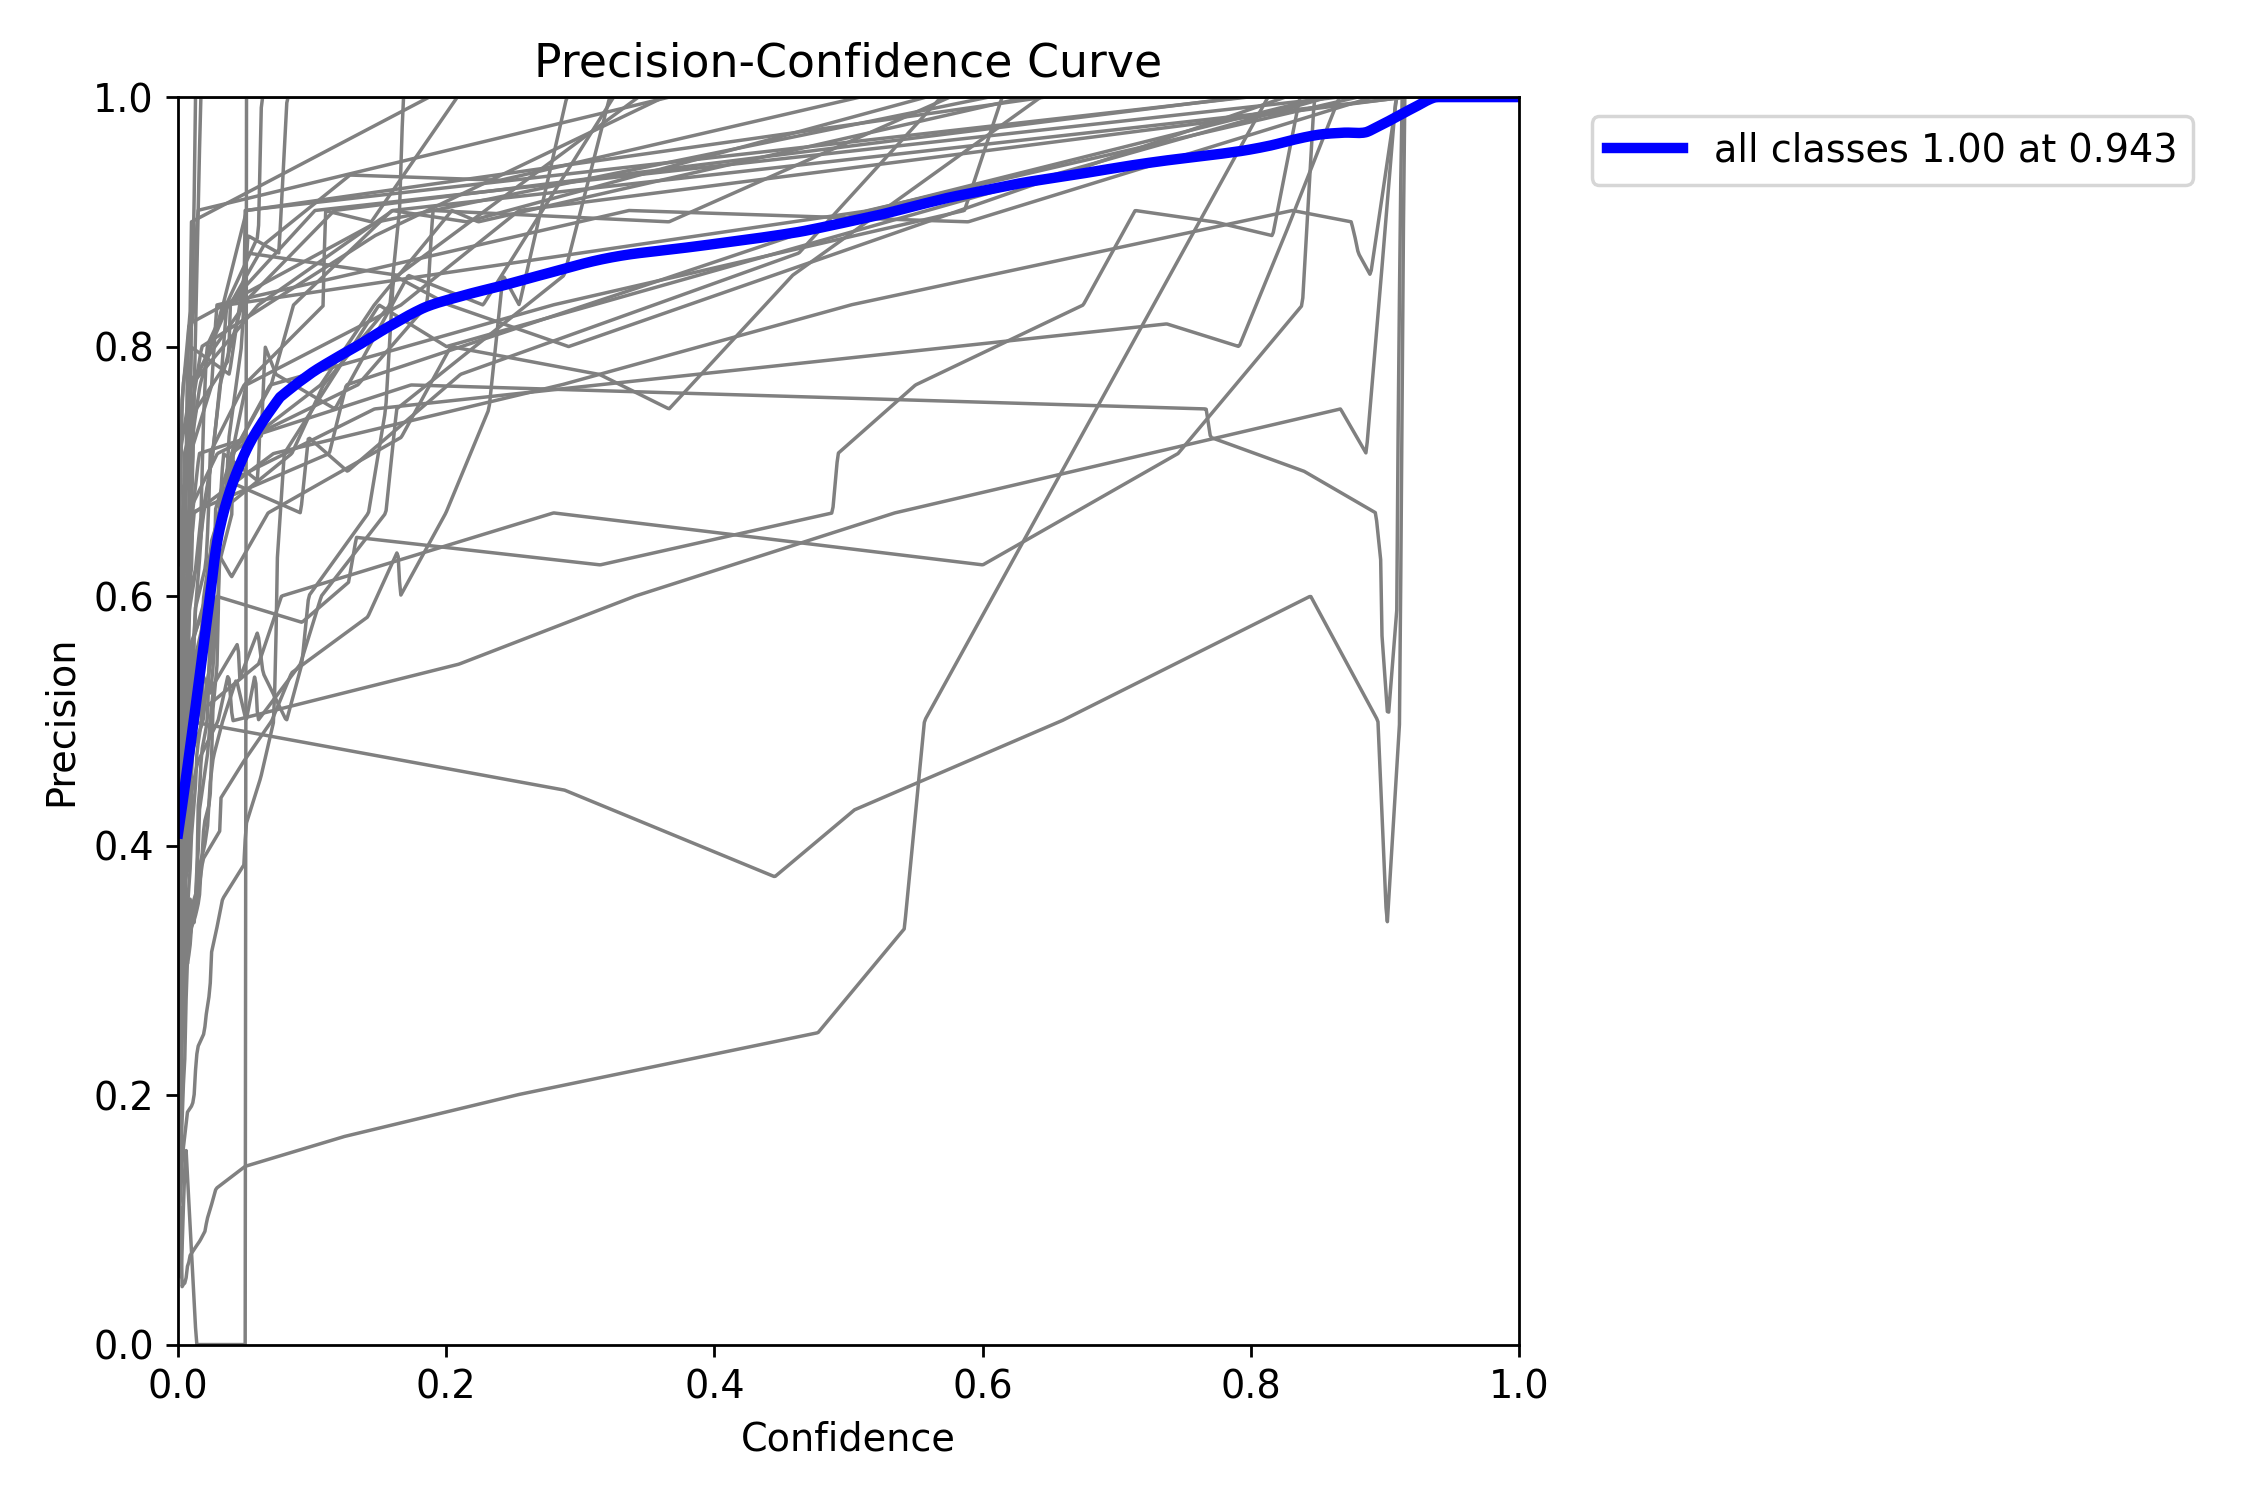 Precision-Confidence Curve
all classes 1.00 at 0.943
Precision
1.0
0.8
0.6
0.4
0.2
0.0
0.0 0.2 0.4 0.6 0.8 1.0
Confidence